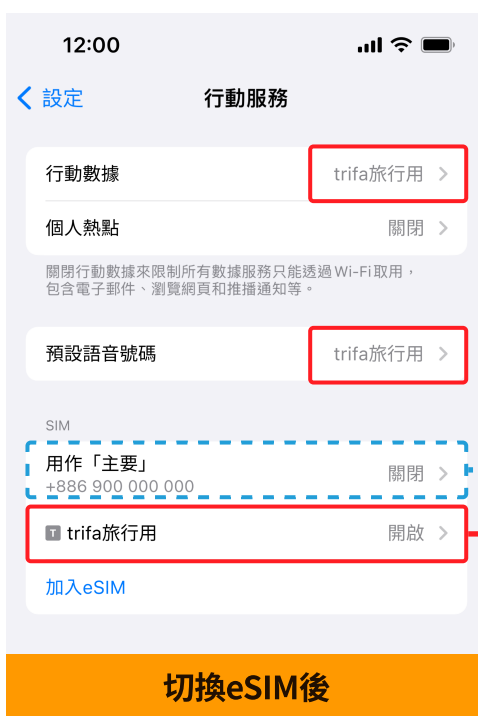 12:00
設定
行動服務
行動數據
trifa旅行用
個人熱點
關閉
關閉行動數據來限制所有數據服務只能透過Wi-Fi取用，
包含電子郵件、瀏覽網頁和推播通知等。
預設語音號碼
trifa旅行用
SIM
用作「主要」
+886 900 000 000
關閉
T trifa旅行用
開啟
加入eSIM
切換eSIM後